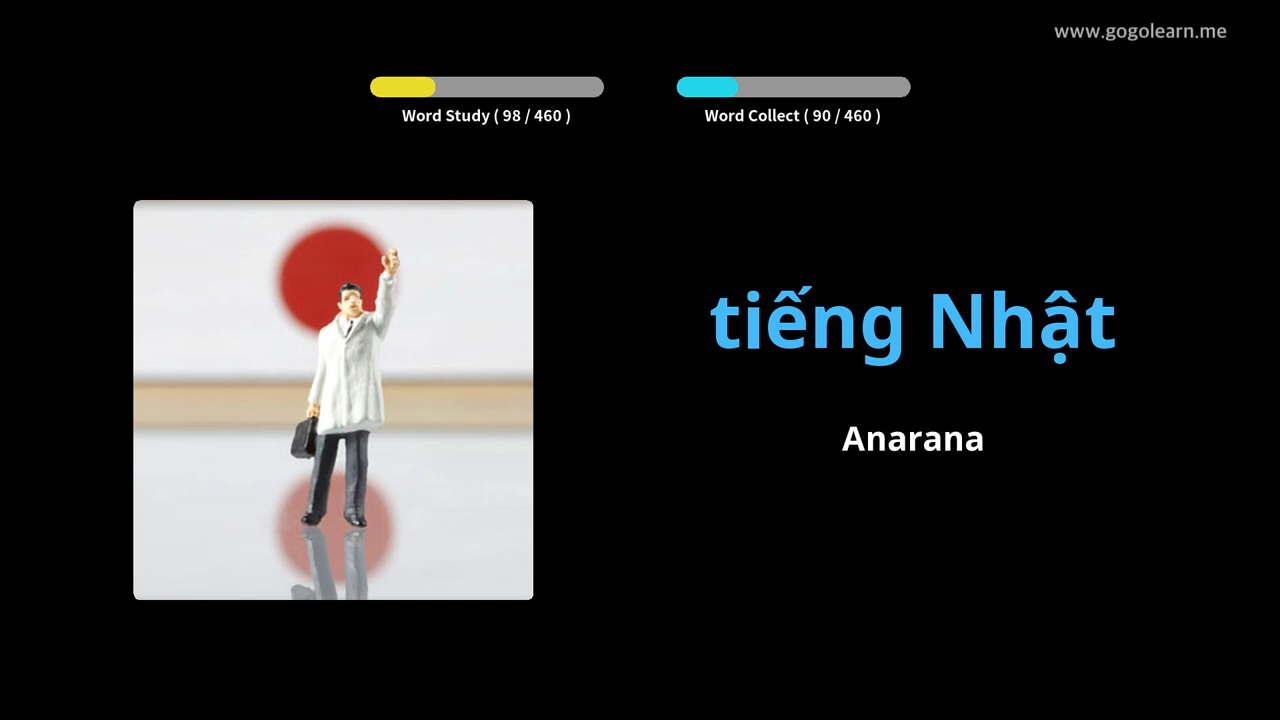 www.gogolearn.me
Word Study ( 98 / 460 )
Word Collect ( 90 / 460 )
tiếng Nhật
Anarana